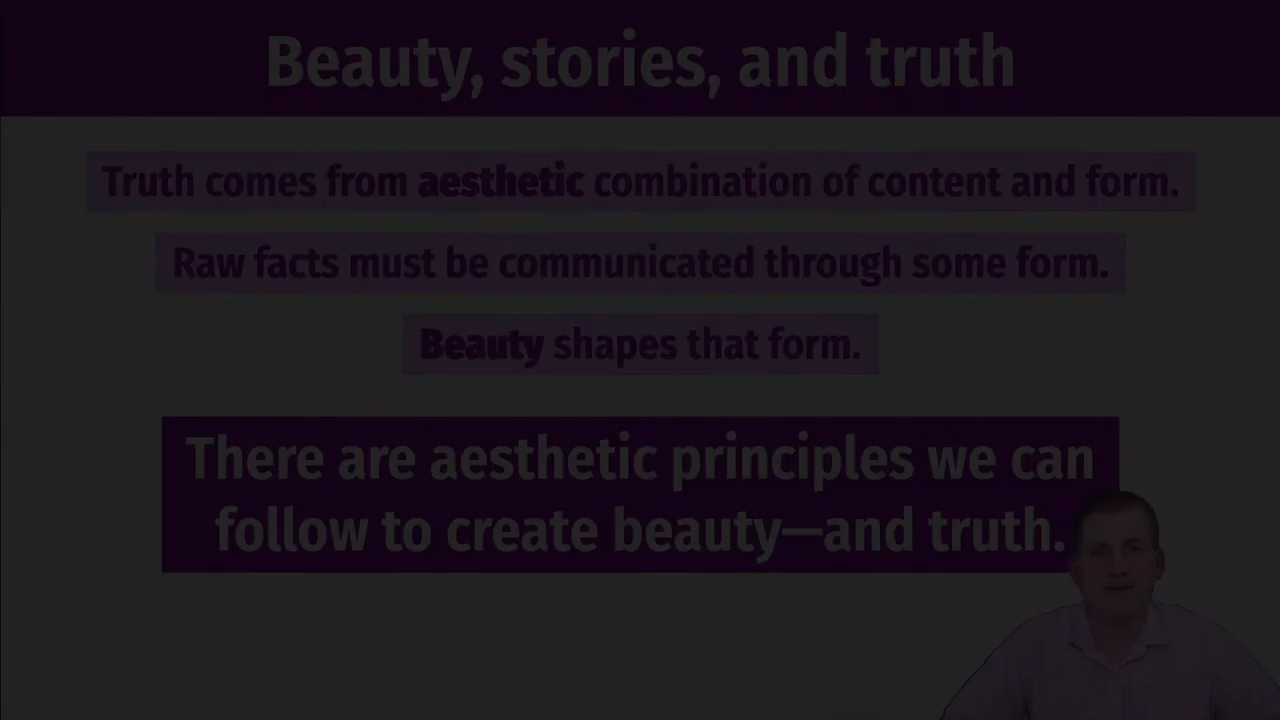 Beauty, stories, and truth
Truth comes from aesthetic combination of content and form.
Raw facts must be communicated through some form.
Beauty shapes that form.
There are aesthetic principles we can
follow to create beauty—and truth.